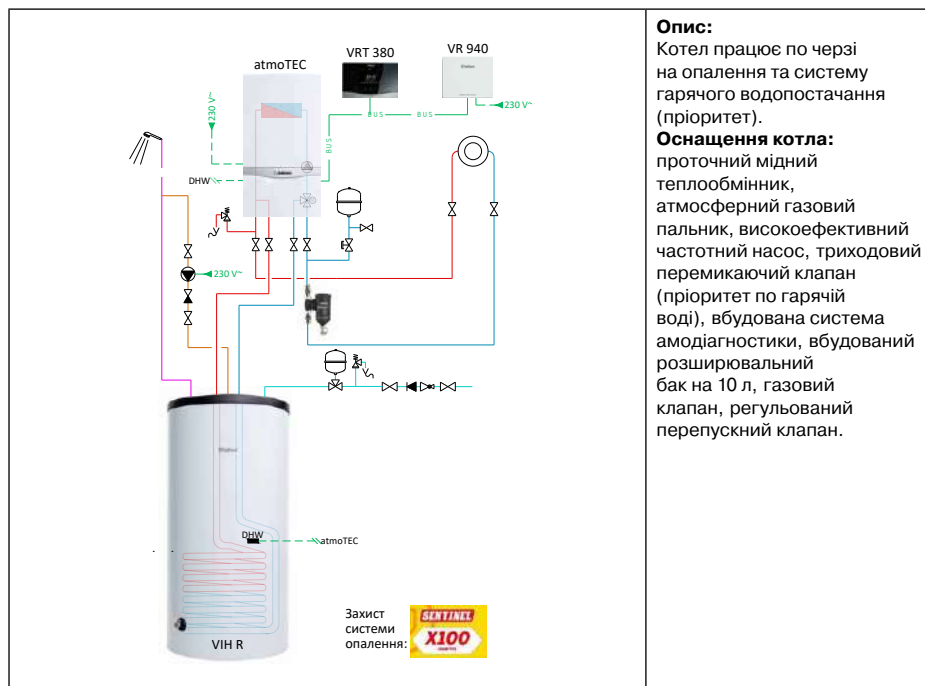 VRT 380
VR 940
atmoTEC
230 V~
BUS
BUS
BUS
230 V~
DHW
230 V~
DHW
atmoTEC
VIH R
Захист
системи
опалення:
SENTINEL
X100
Опис:
Котел працює по черзі
на опалення та систему
гарячого водопостачання
(пріоритет).
Оснащення котла:
проточний мідний
теплообмінник,
атмосферний газовий
пальник, високоефективний
частотний насос, триходовий
перемикаючий клапан
(пріоритет по гарячій
воді), вбудована система
амодіагностики, вбудований
розширювальний
бак на 10 л, газовий
клапан, регульований
перепускний клапан.